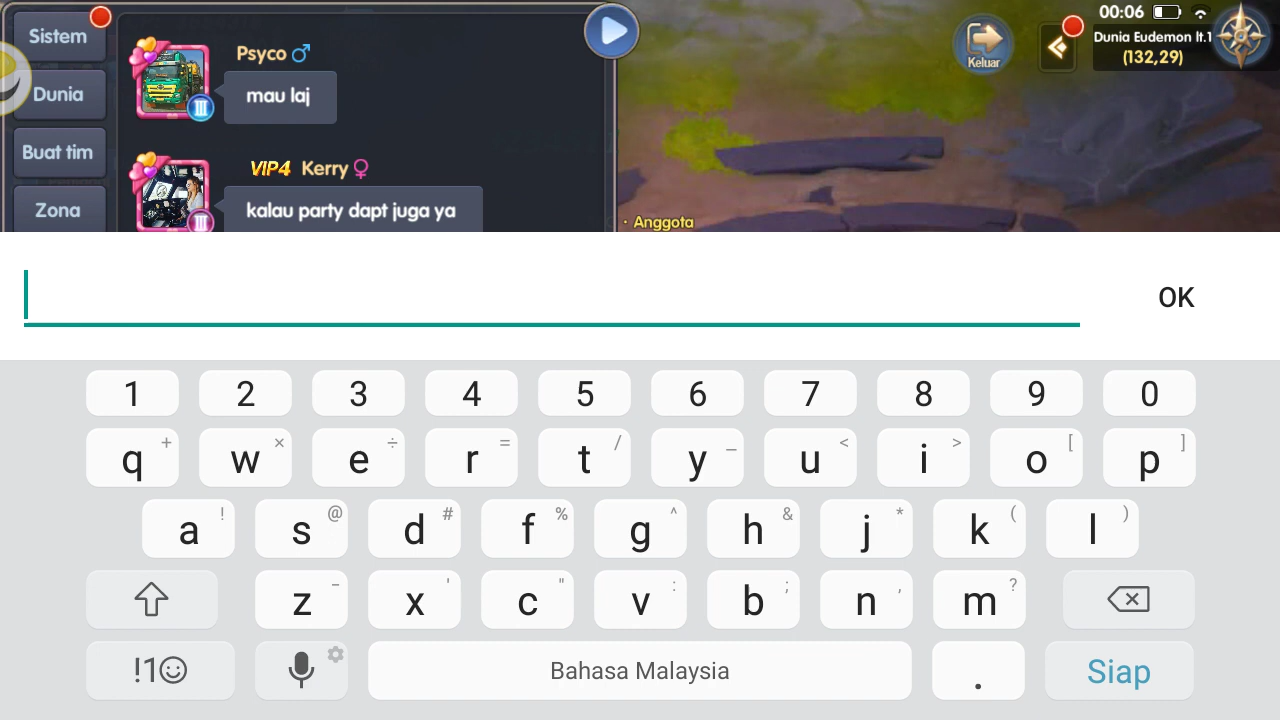 Sistem
Dunia
Buat tim
Zona
Psyco
III
mau laj
VIP4 Kerry
III
kalau party dapt juga ya
Keluar
00:06
Dunia Eudemon lt.1
(132,29)
· Anggota
OK
1 2 3 4 5 6 7 8 9 0
q + w × e ÷ r = t / y _ u < i > o [ p ]
a ! s @ d # f % g ^ h & j * k ( l )
z - x ' c " v : b ; n , m ?
!1☺ Bahasa Malaysia . Siap